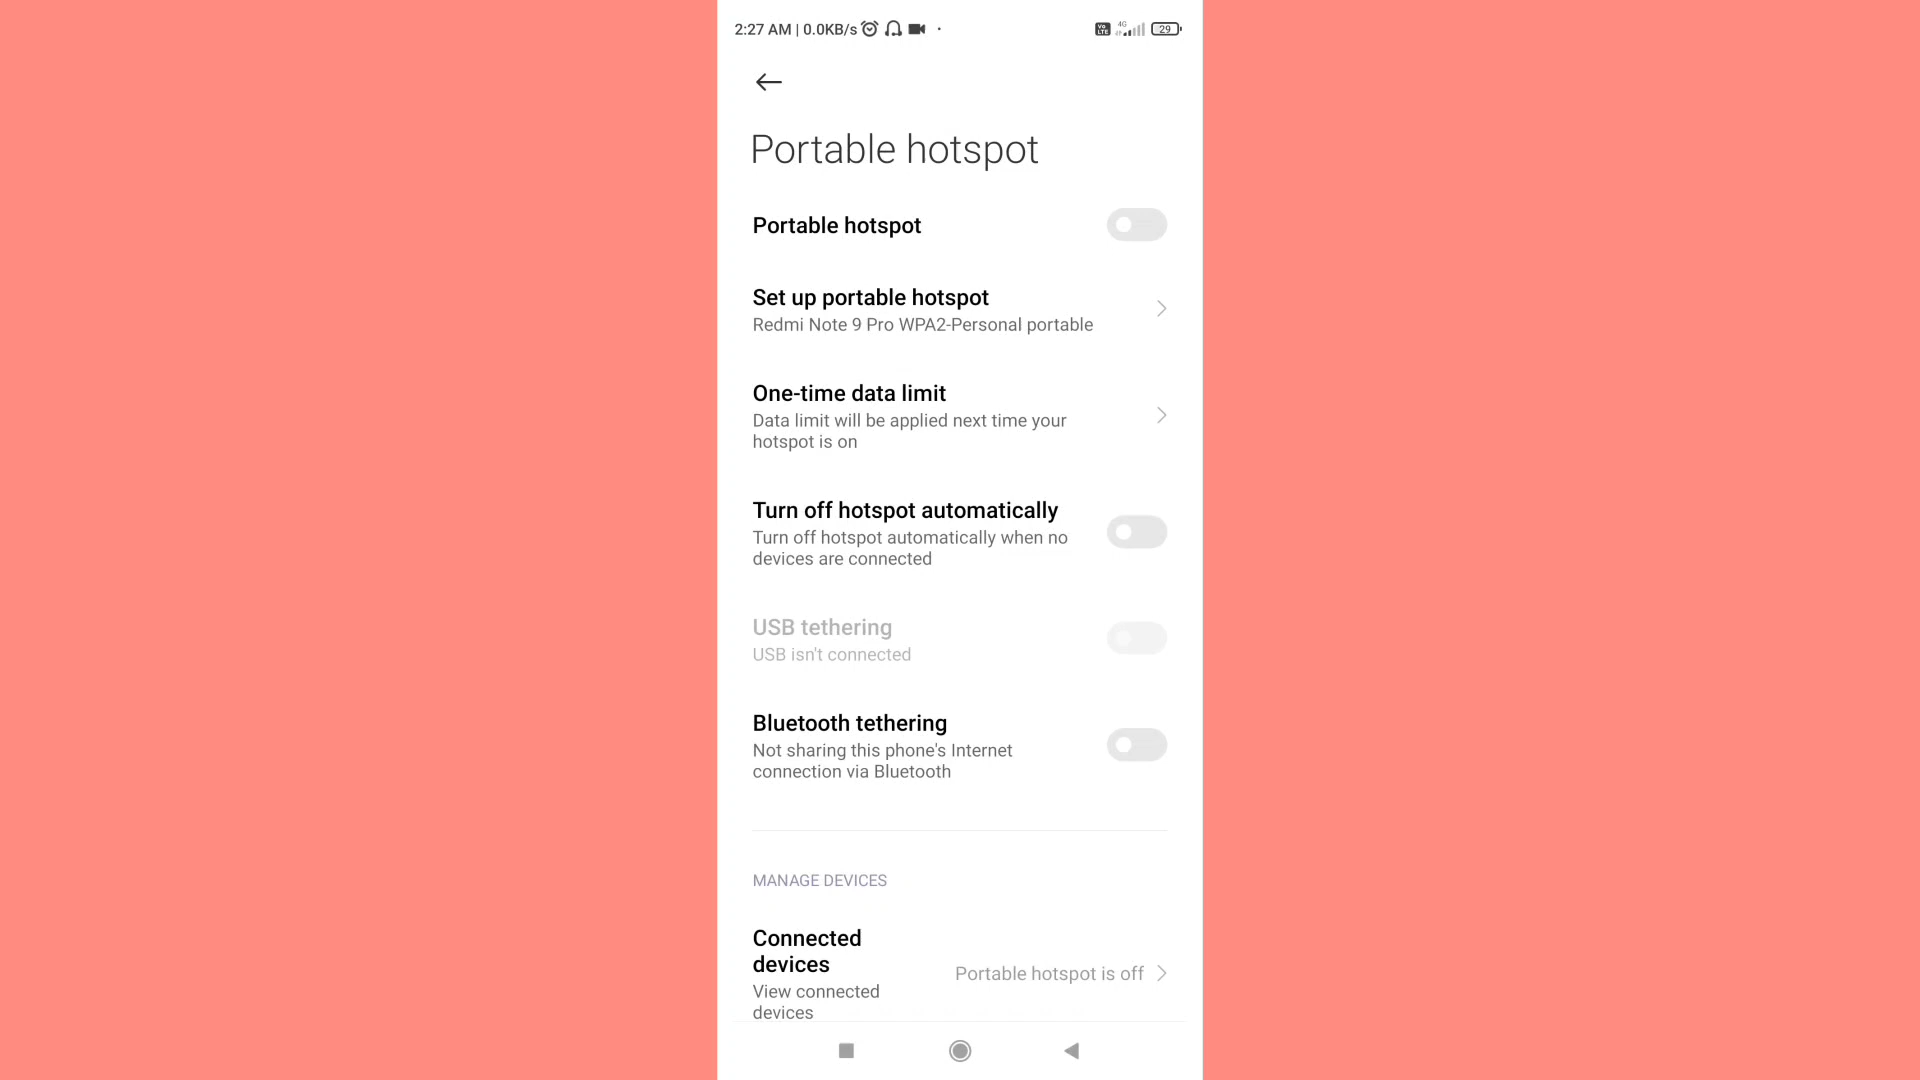 2:27 AM | 0.0KB/s
Vo LTE 4G 29
Portable hotspot
Portable hotspot
Set up portable hotspot
Redmi Note 9 Pro WPA2-Personal portable
One-time data limit
Data limit will be applied next time your
hotspot is on
Turn off hotspot automatically
Turn off hotspot automatically when no
devices are connected
USB tethering
USB isn't connected
Bluetooth tethering
Not sharing this phone's Internet
connection via Bluetooth
MANAGE DEVICES
Connected
devices
Portable hotspot is off
View connected
devices